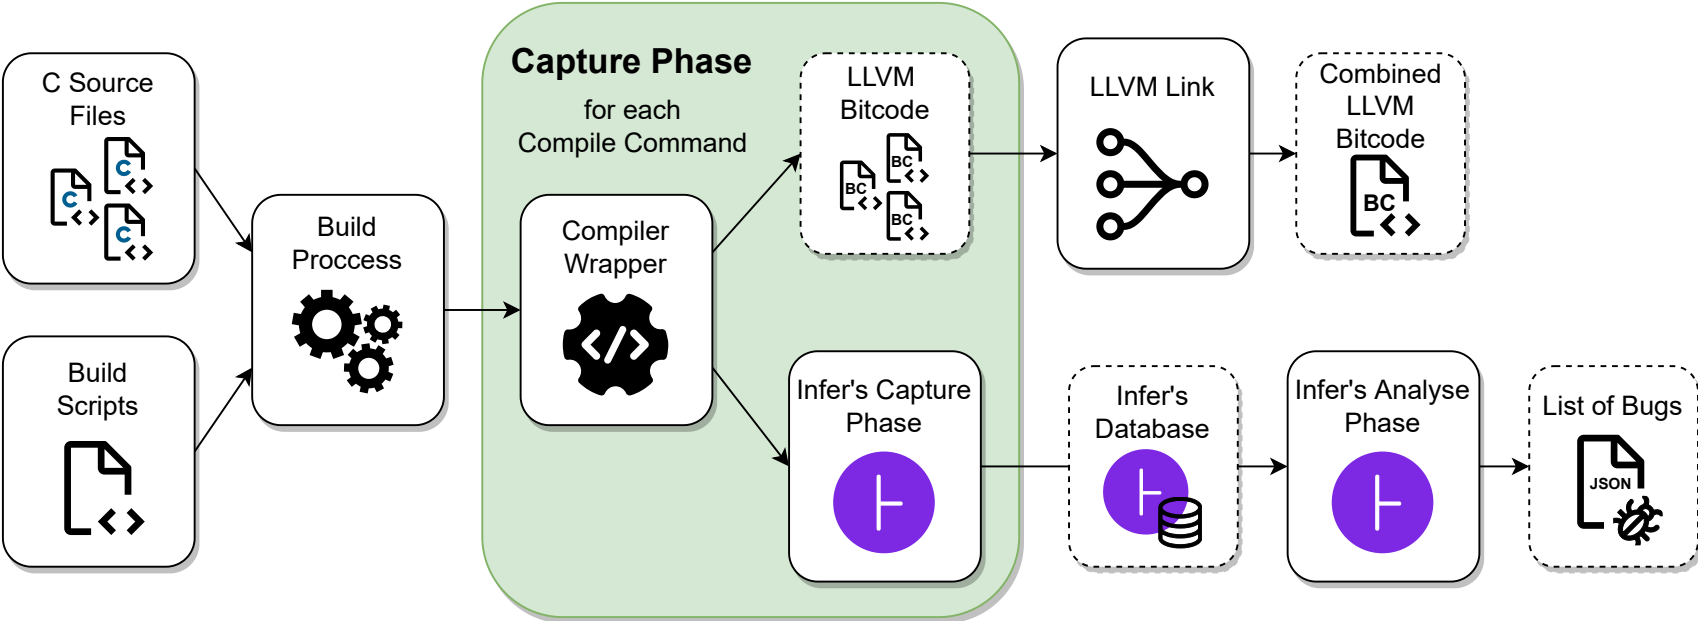 C Source
Files
C
C
C
Build
Scripts
Build
Proccess
Capture Phase
for each
Compile Command
Compiler
Wrapper
</>
LLVM
Bitcode
BC
BC
BC
Infer's Capture
Phase
LLVM Link
Combined
LLVM
Bitcode
BC
Infer's
Database
Infer's Analyse
Phase
List of Bugs
JSON